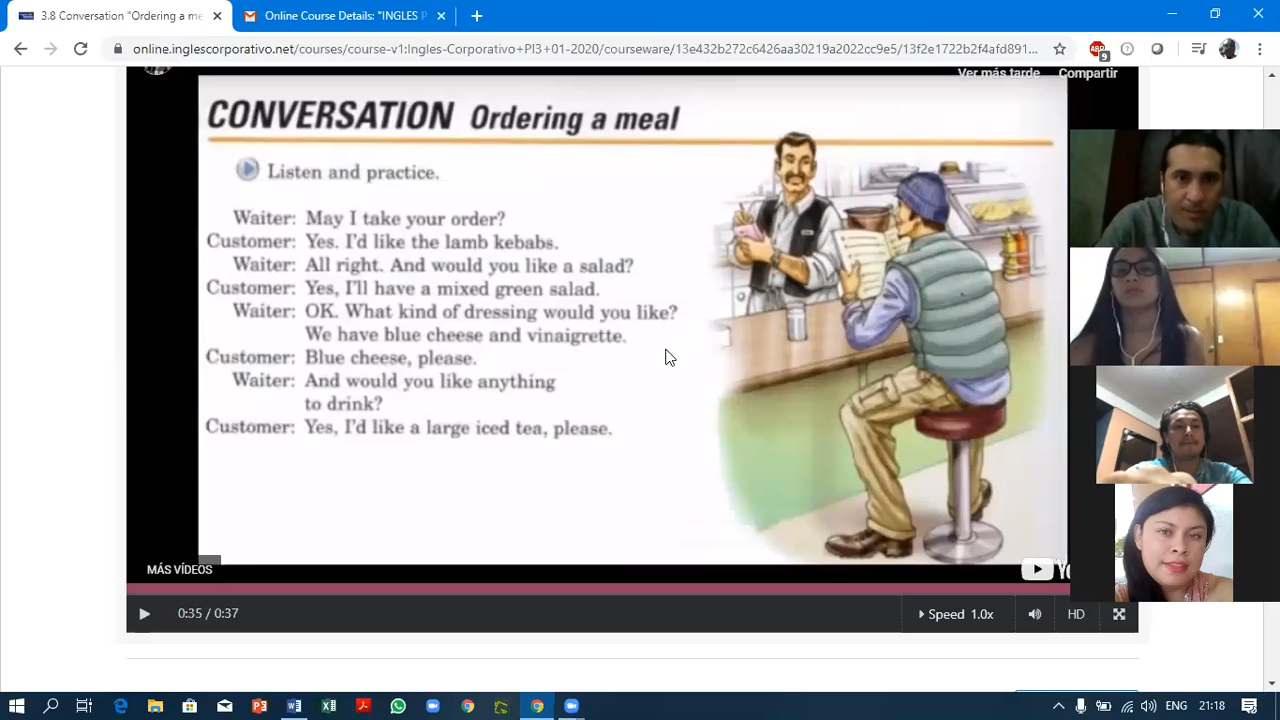 3.8 Conversation "Ordering a me
Online Course Details: "INGLES P
online.inglescorporativo.net/courses/course-v1:Ingles-Corporativo+PI3+01-2020/courseware/13e432b272c6426aa30219a2022cc9e5/13f2e1722b2f4afd891...
9
Ver más tarde Compartir
CONVERSATION Ordering a meal
Listen and practice.
Waiter: May I take your order?
Customer: Yes. I'd like the lamb kebabs.
Waiter: All right. And would you like a salad?
Customer: Yes, I'll have a mixed green salad.
Waiter: OK. What kind of dressing would you like?
We have blue cheese and vinaigrette.
Customer: Blue cheese, please.
Waiter: And would you like anything
to drink?
Customer: Yes, I'd like a large iced tea, please.
MÁS VÍDEOS
0:35 / 0:37
Speed 1.0x
HD
ENG 21:18